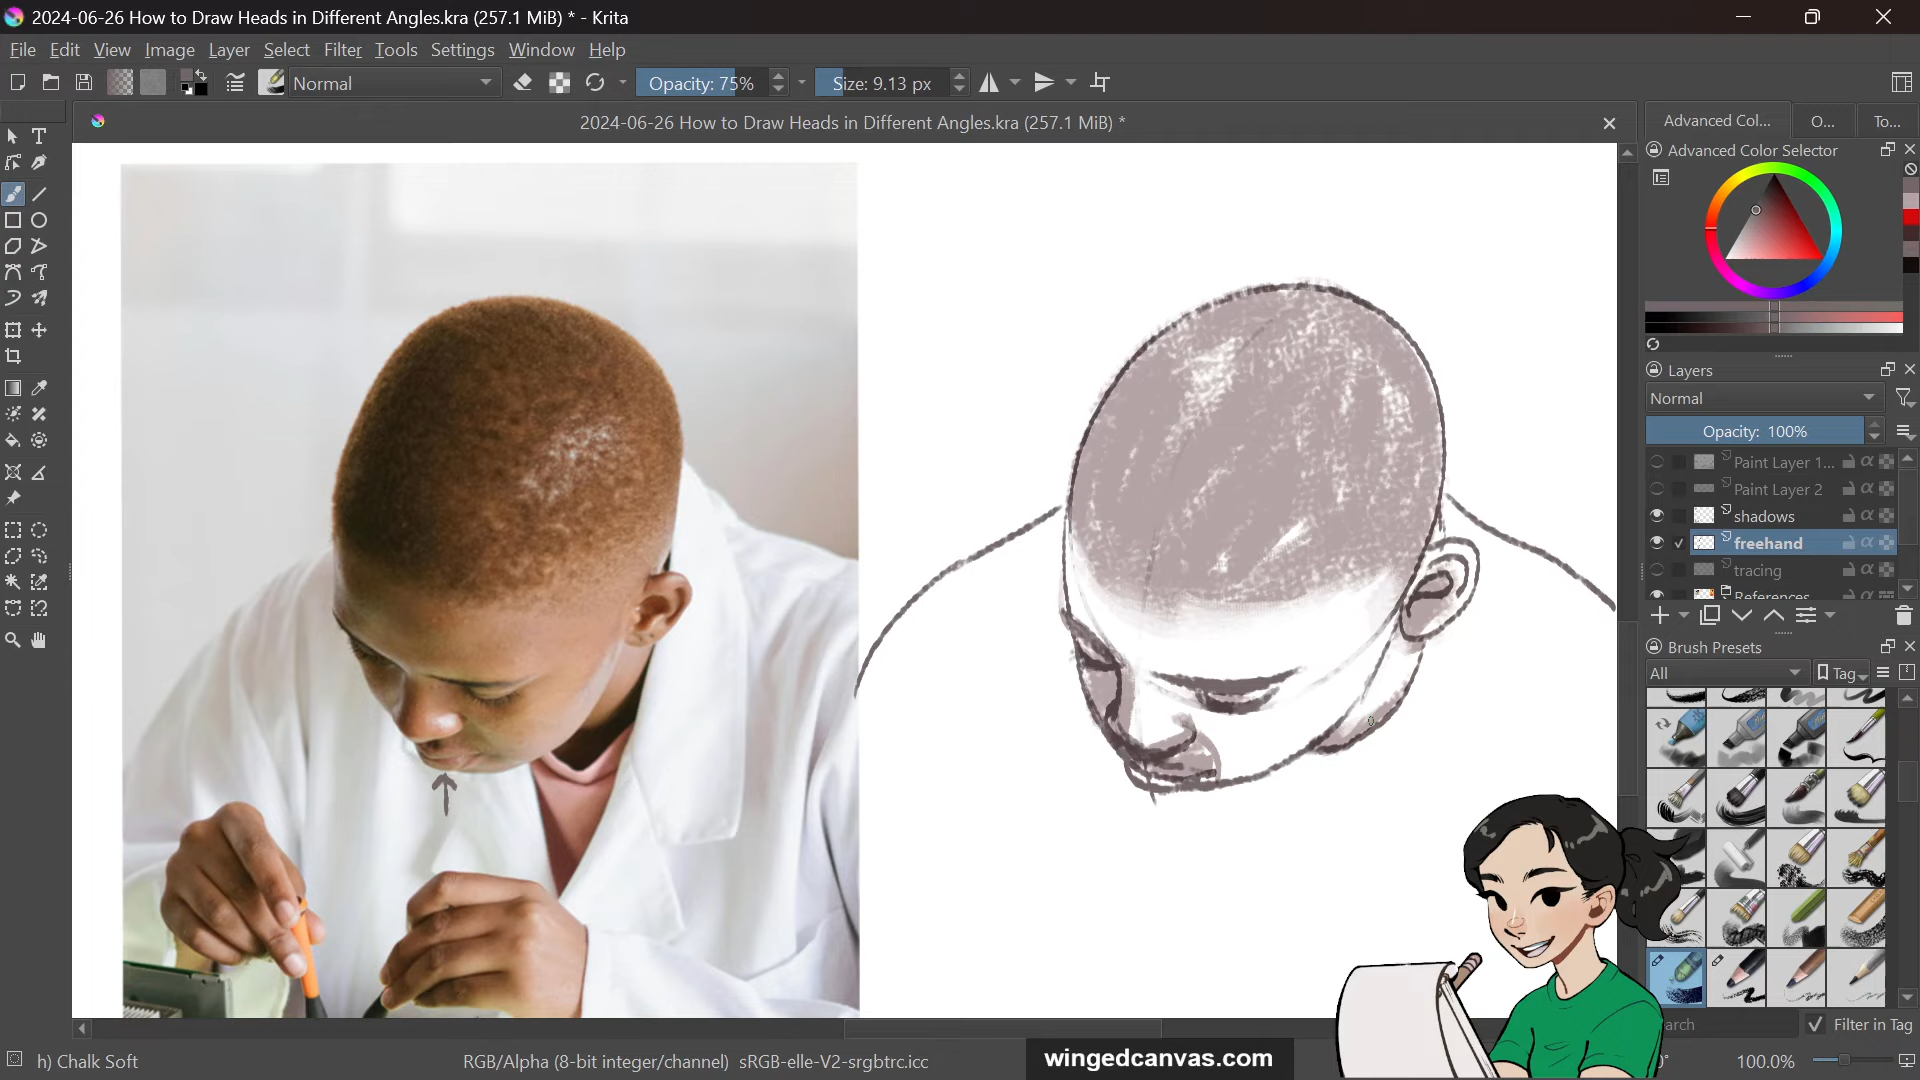 2024-06-26 How to Draw Heads in Different Angles.kra (257.1 MiB) * - Krita
File Edit View Image Layer Select Filter Tools Settings Window Help
Normal Opacity: 75% Size: 9.13 px
2024-06-26 How to Draw Heads in Different Angles.kra (257.1 MiB) *
Advanced Col... O... To...
Advanced Color Selector
Layers
Normal
Opacity: 100%
Paint Layer 1...
Paint Layer 2
shadows
freehand
tracing
References
Brush Presets
All Tag
Filter in Tag
h) Chalk Soft RGB/Alpha (8-bit integer/channel) sRGB-elle-V2-srgbtrc.icc wingedcanvas.com 100.0%